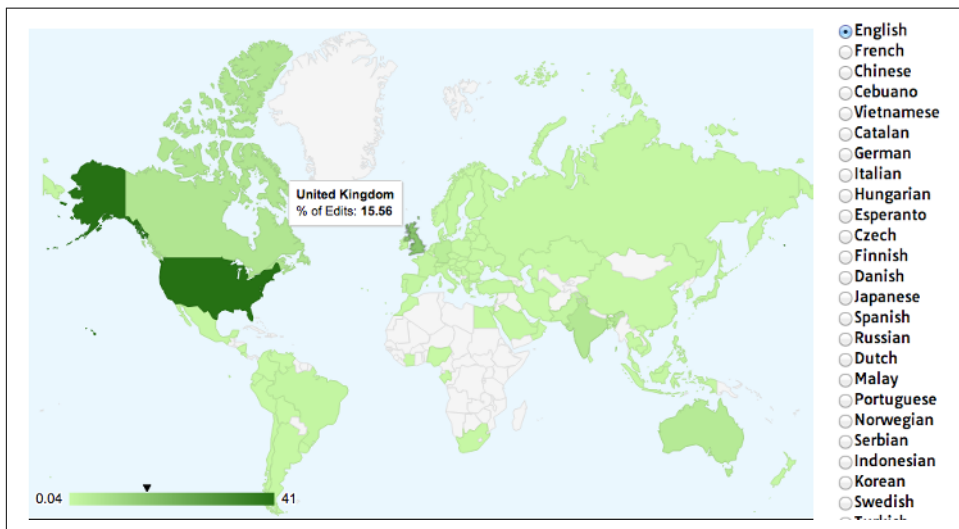 United Kingdom
% of Edits: 15.56
0.04
41
English
French
Chinese
Cebuano
Vietnamese
Catalan
German
Italian
Hungarian
Esperanto
Czech
Finnish
Danish
Japanese
Spanish
Russian
Dutch
Malay
Portuguese
Norwegian
Serbian
Indonesian
Korean
Swedish